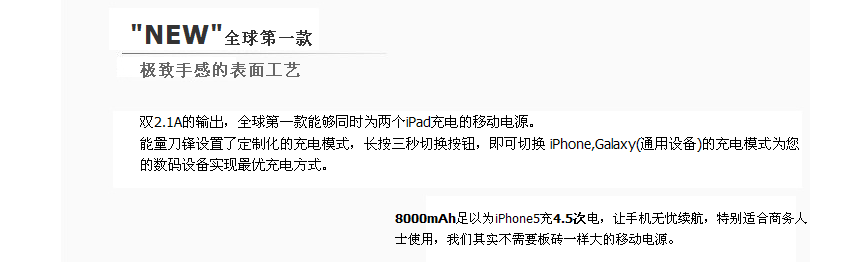 "NEW"全球第一款
极致手感的表面工艺
双2.1A的输出，全球第一款能够同时为两个iPad充电的移动电源。
能量刀锋设置了定制化的充电模式，长按三秒切换按钮，即可切换 iPhone,Galaxy(通用设备)的充电模式为您
的数码设备实现最优充电方式。
8000mAh足以为iPhone5充4.5次电，让手机无忧续航，特别适合商务人
士使用，我们其实不需要板砖一样大的移动电源。